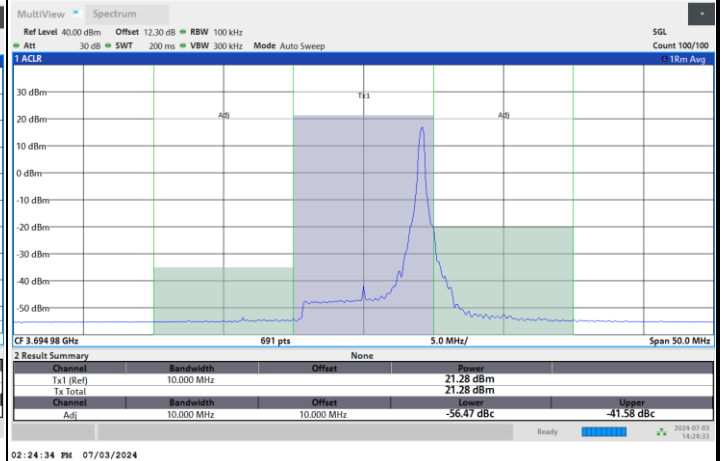 MultiView Spectrum
Ref Level 40.00 dBm Offset 12.30 dB RBW 100 kHz SGL
Att 30 dB SWT 200 ms VBW 300 kHz Mode Auto Sweep Count 100/100
1 ACLR 1Rm Avg
Tx1
Adj Adj
30 dBm
20 dBm
10 dBm
0 dBm
-10 dBm
-20 dBm
-30 dBm
-40 dBm
-50 dBm
CF 3.694 98 GHz 691 pts 5.0 MHz/ Span 50.0 MHz
2 Result Summary None
Channel Bandwidth Offset Power
Tx1 (Ref) 10.000 MHz 21.28 dBm
Tx Total 21.28 dBm
Channel Bandwidth Offset Lower Upper
Adj 10.000 MHz 10.000 MHz -56.47 dBc -41.58 dBc
Ready 2024-07-03
14:24:33
02:24:34 PM 07/03/2024